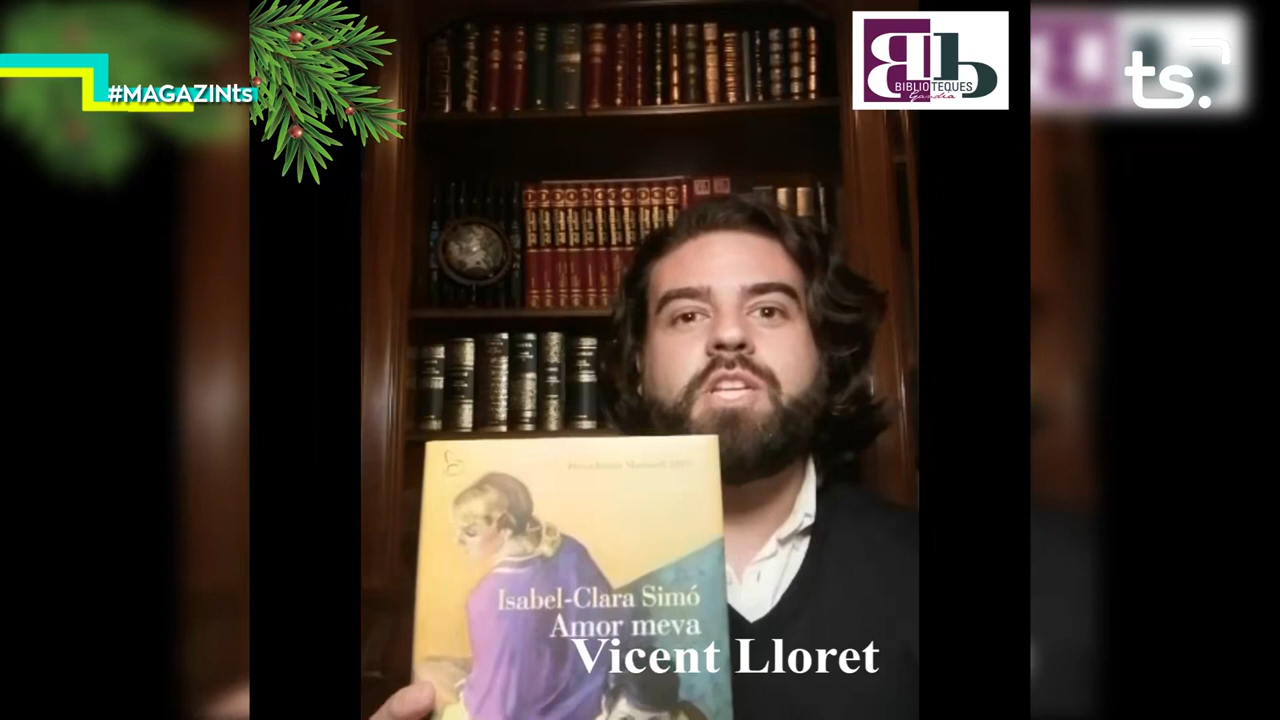 #MAGAZINts
BIBLIOTEQUES
Gandia
ts.
Isabel-Clara Simó
Amor meva
Vicent Lloret